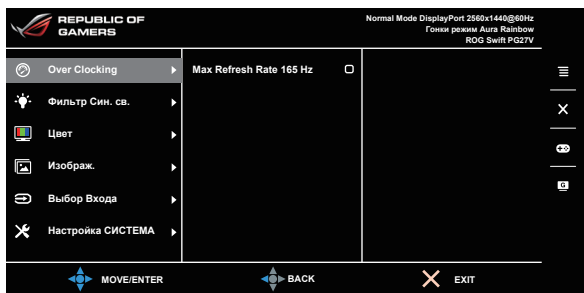 REPUBLIC OF
GAMERS
Normal Mode DisplayPort 2560x1440@60Hz
Гонки режим Aura Rainbow
ROG Swift PG27V
Over Clocking
Max Refresh Rate 165 Hz
Фильтр Син. св.
Цвет
Изображ.
Выбор Входа
Настройка СИСТЕМА
G
MOVE/ENTER
BACK
EXIT